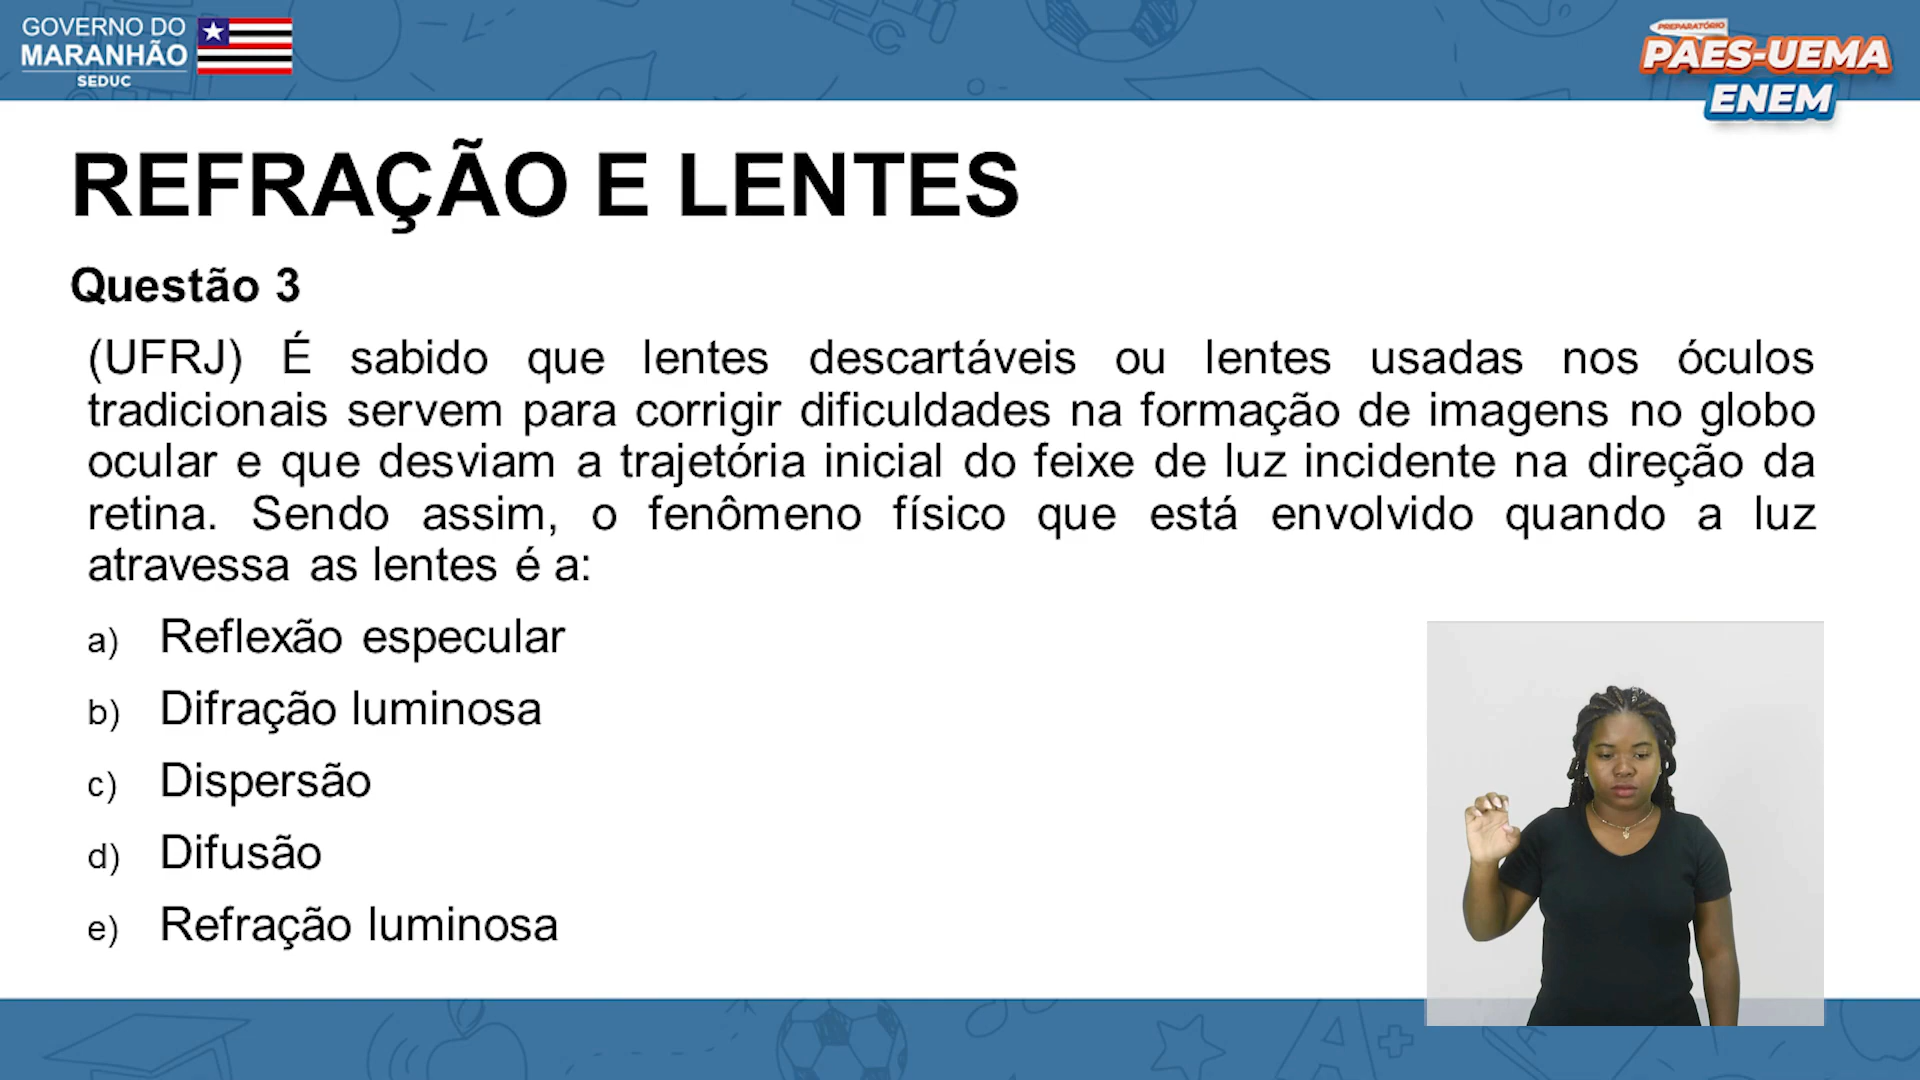 GOVERNO DO
MARANHÃO
SEDUC
PREPARATÓRIO
PAES-UEMA
ENEM
REFRAÇÃO E LENTES
Questão 3
(UFRJ) É sabido que lentes descartáveis ou lentes usadas nos óculos
tradicionais servem para corrigir dificuldades na formação de imagens no globo
ocular e que desviam a trajetória inicial do feixe de luz incidente na direção da
retina. Sendo assim, o fenômeno físico que está envolvido quando a luz
atravessa as lentes é a:
a) Reflexão especular
b) Difração luminosa
c) Dispersão
d) Difusão
e) Refração luminosa